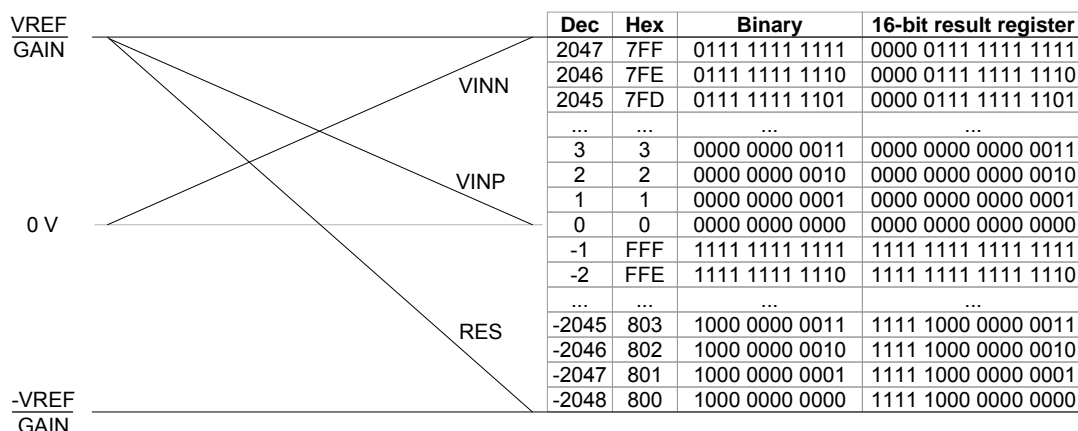 VREF
GAIN
VINN
VINP
0 V
RES
-VREF
GAIN
Dec Hex Binary 16-bit result register
2047 7FF 0111 1111 1111 0000 0111 1111 1111
2046 7FE 0111 1111 1110 0000 0111 1111 1110
2045 7FD 0111 1111 1101 0000 0111 1111 1101
... ... ... ...
3 3 0000 0000 0011 0000 0000 0000 0011
2 2 0000 0000 0010 0000 0000 0000 0010
1 1 0000 0000 0001 0000 0000 0000 0001
0 0 0000 0000 0000 0000 0000 0000 0000
-1 FFF 1111 1111 1111 1111 1111 1111 1111
-2 FFE 1111 1111 1110 1111 1111 1111 1110
... ... ... ...
-2045 803 1000 0000 0011 1111 1000 0000 0011
-2046 802 1000 0000 0010 1111 1000 0000 0010
-2047 801 1000 0000 0001 1111 1000 0000 0001
-2048 800 1000 0000 0000 1111 1000 0000 0000